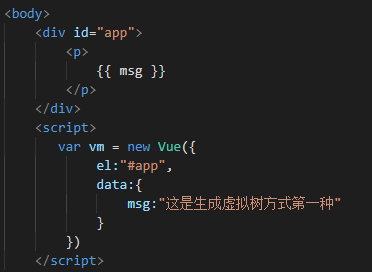 <body>
<div id="app">
<p>
{{ msg }}
</p>
</div>
<script>
var vm = new Vue({
el:"#app",
data:{
msg:"这是生成虚拟树方式第一种"
}
})
</script>